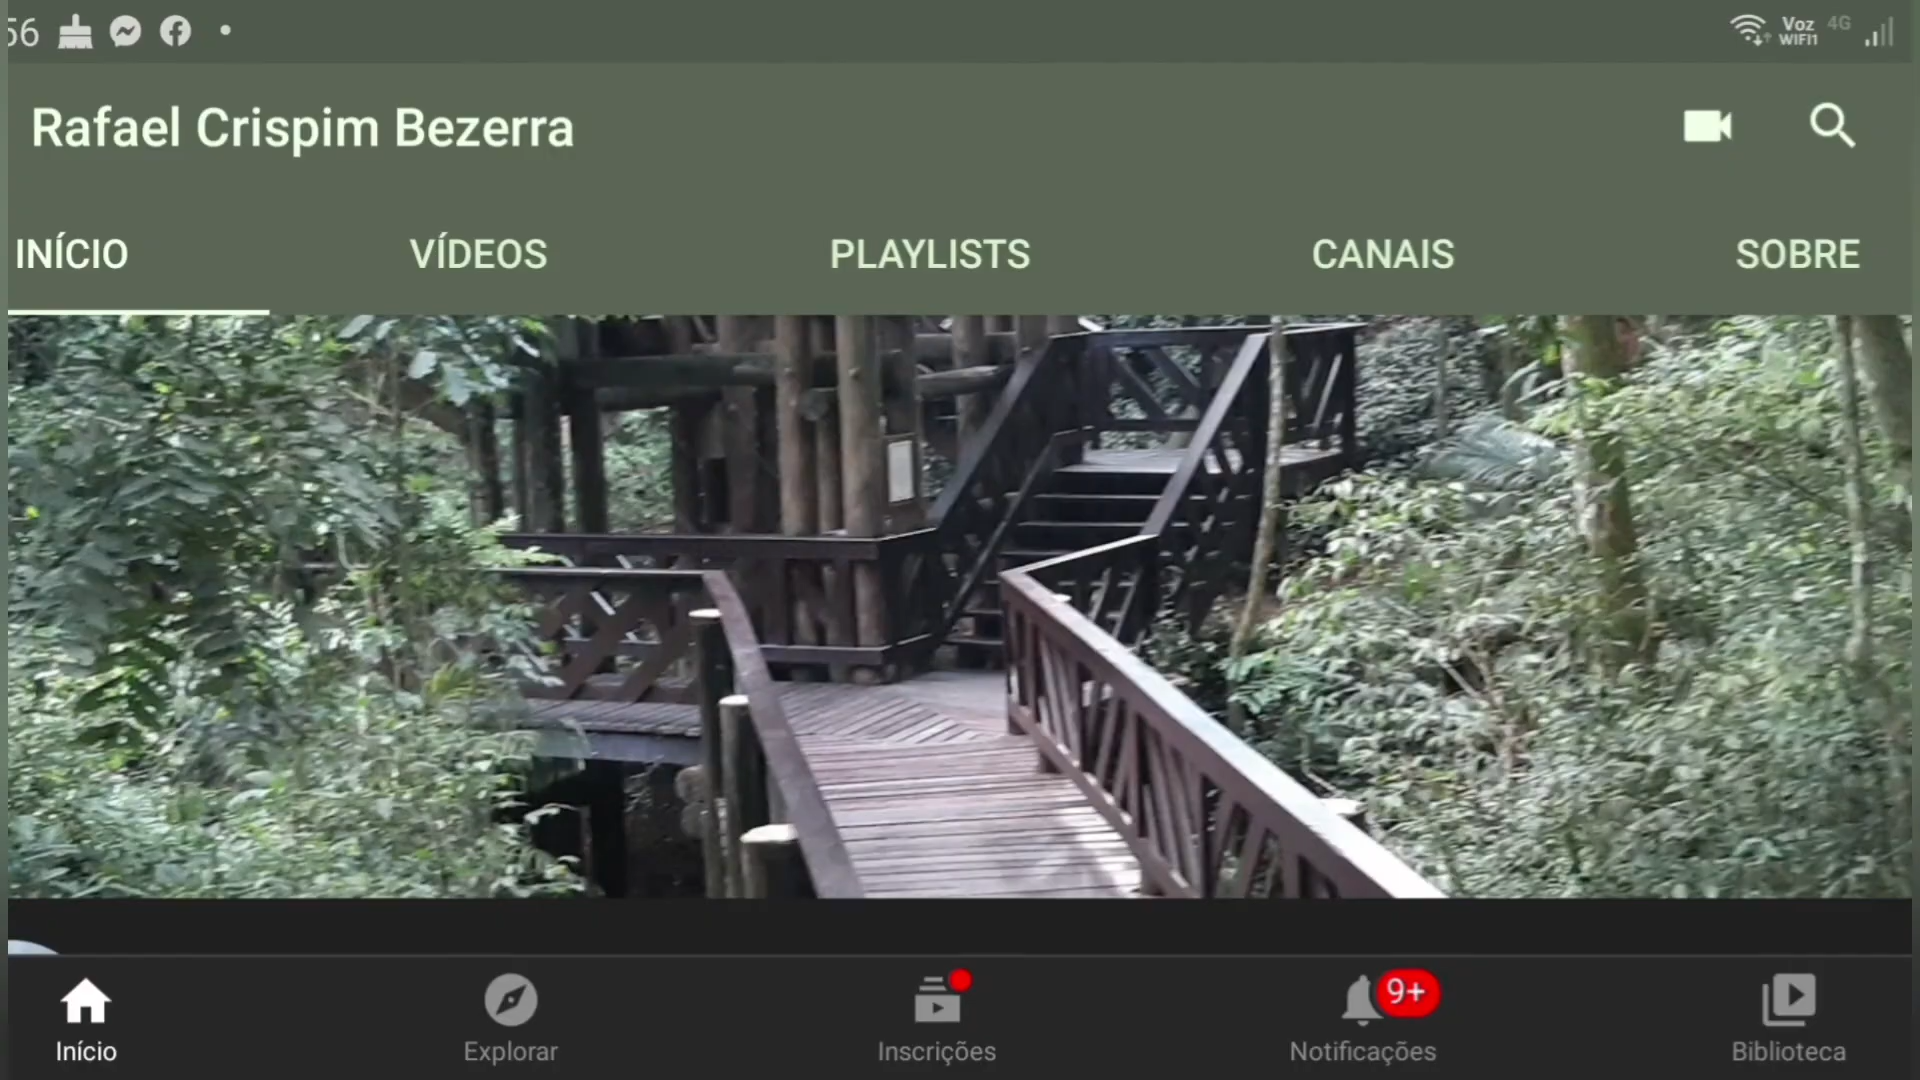 56
Voz
WIFI1
4G
Rafael Crispim Bezerra
INÍCIO
VÍDEOS
PLAYLISTS
CANAIS
SOBRE
9+
Início
Explorar
Inscrições
Notificações
Biblioteca